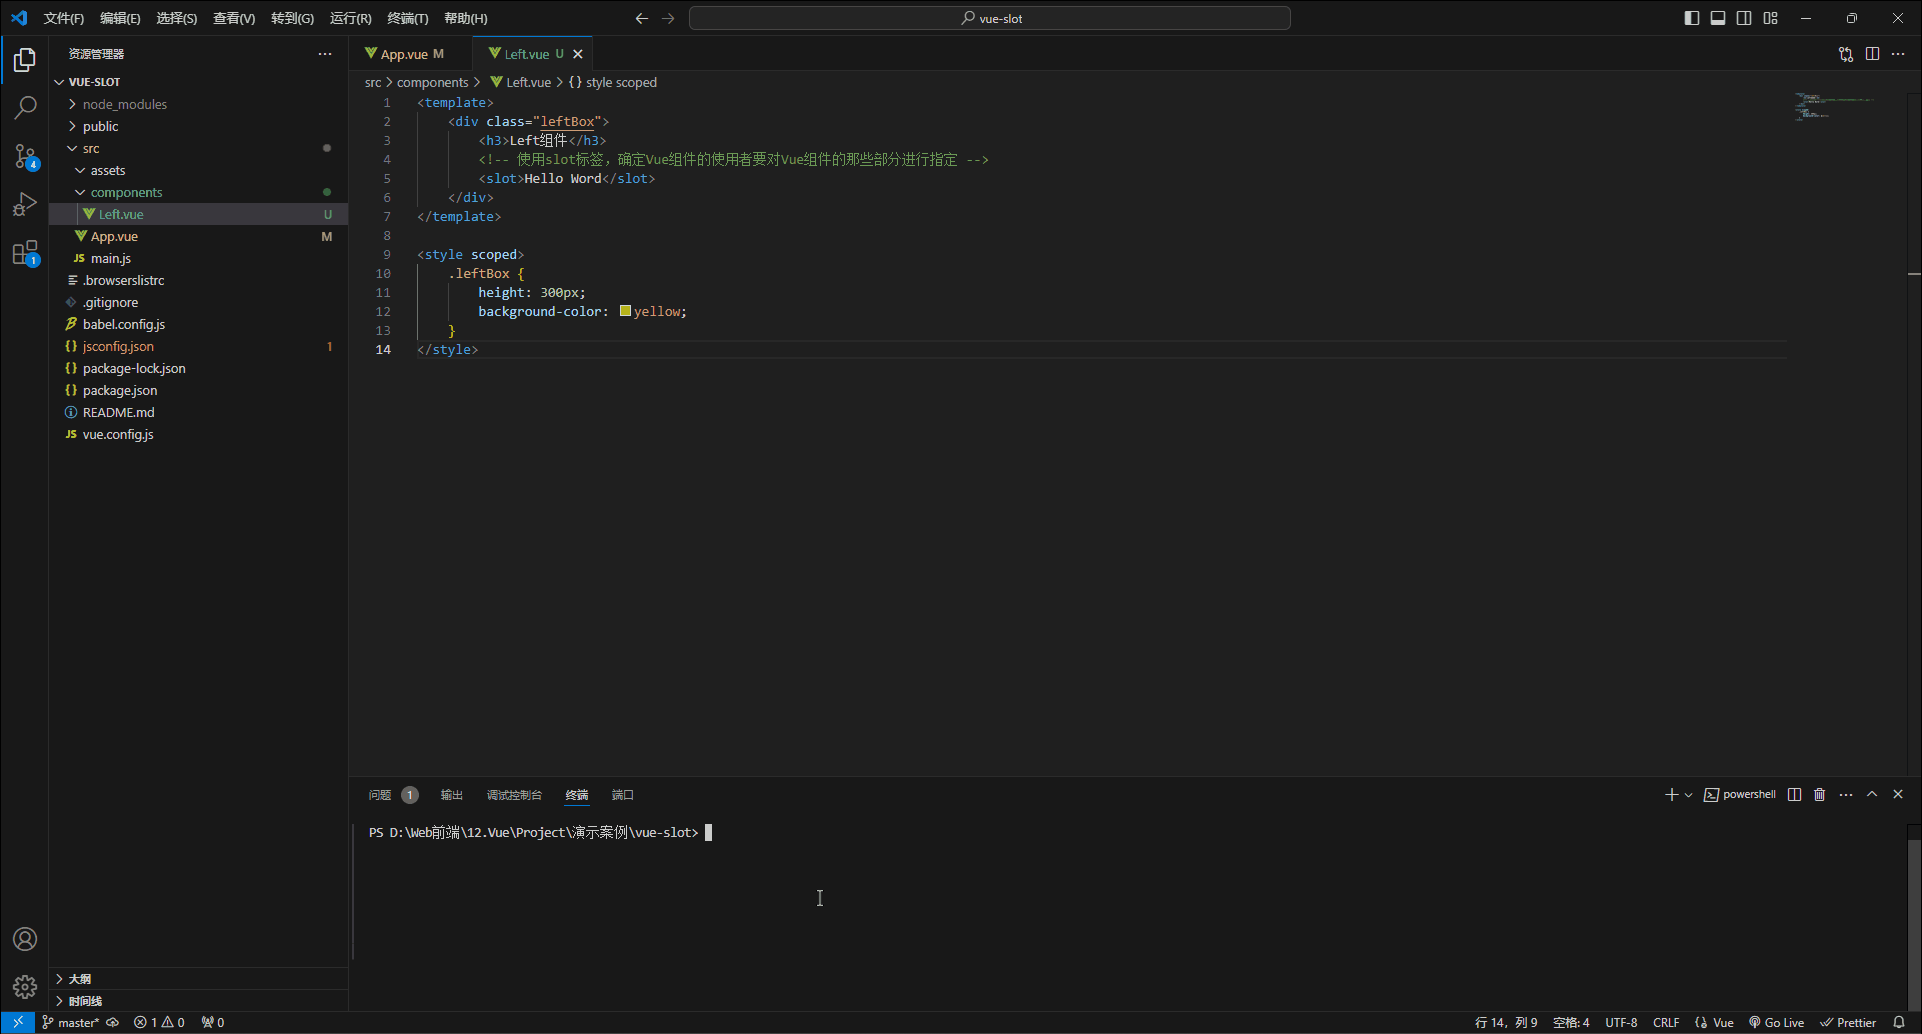 文件(F) 编辑(E) 选择(S) 查看(V) 转到(G) 运行(R) 终端(T) 帮助(H) vue-slot
资源管理器
VUE-SLOT
node_modules
public
src
assets
components
Left.vue U
App.vue M
JS main.js
.browserslistrc
.gitignore
babel.config.js
{} jsconfig.json 1
{} package-lock.json
{} package.json
README.md
JS vue.config.js
4
1
大纲
时间线
App.vue M Left.vue U
src > components > Left.vue > {} style scoped
1 <template>
2 <div class="leftBox">
3 <h3>Left组件</h3>
4 <!-- 使用slot标签，确定Vue组件的使用者要对Vue组件的那些部分进行指定 -->
5 <slot>Hello Word</slot>
6 </div>
7 </template>
8
9 <style scoped>
10 .leftBox {
11 height: 300px;
12 background-color: yellow;
13 }
14 </style>
问题 1 输出 调试控制台 终端 端口 powershell
PS D:\Web前端\12.Vue\Project\演示案例\vue-slot>
master* 1 0 0 行 14，列 9 空格: 4 UTF-8 CRLF {} Vue Go Live Prettier